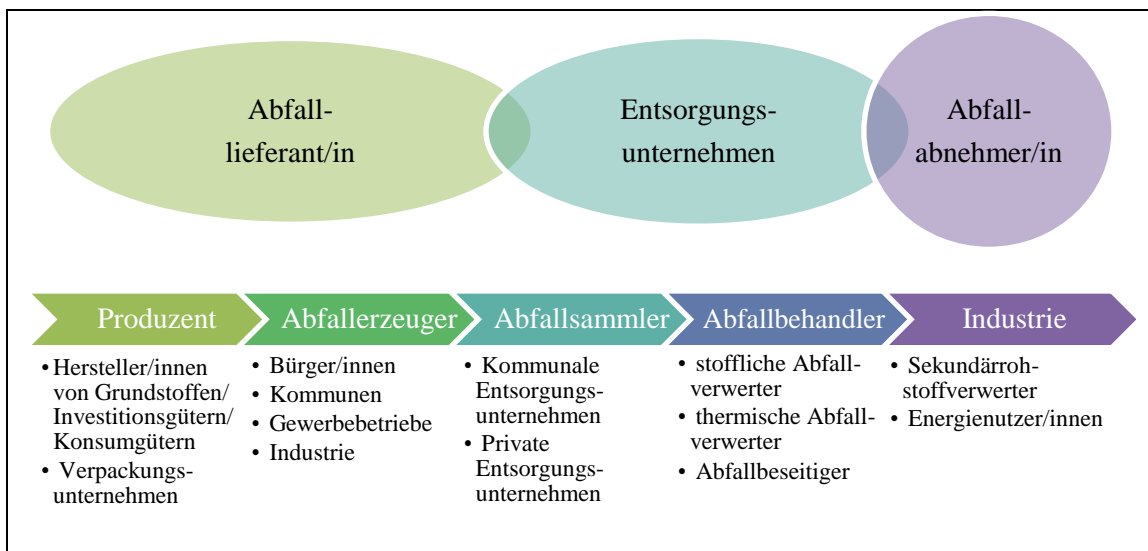 Abfall-
lieferant/in
Entsorgungs-
unternehmen
Abfall-
abnehmer/in
Produzent
Abfallerzeuger
Abfallsammler
Abfallbehandler
Industrie
• Hersteller/innen
von Grundstoffen/
Investitionsgütern/
Konsumgütern
• Verpackungs-
unternehmen
• Bürger/innen
• Kommunen
• Gewerbebetriebe
• Industrie
• Kommunale
Entsorgungs-
unternehmen
• Private
Entsorgungs-
unternehmen
• stoffliche Abfall-
verwerter
• thermische Abfall-
verwerter
• Abfallbeseitiger
• Sekundärroh-
stoffverwerter
• Energienutzer/innen